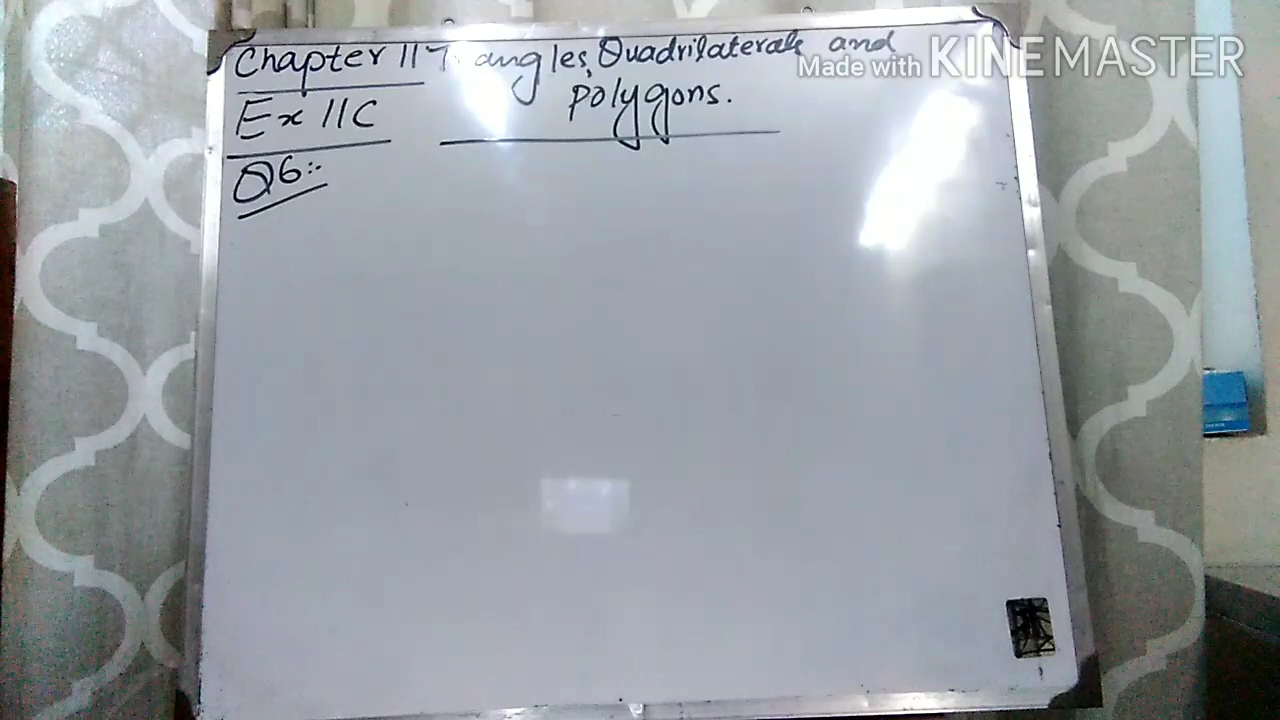 Chapter 11 Triangles, Quadrilaterals and
polygons.
Ex 11C
Q6:-
Made with KINEMASTER